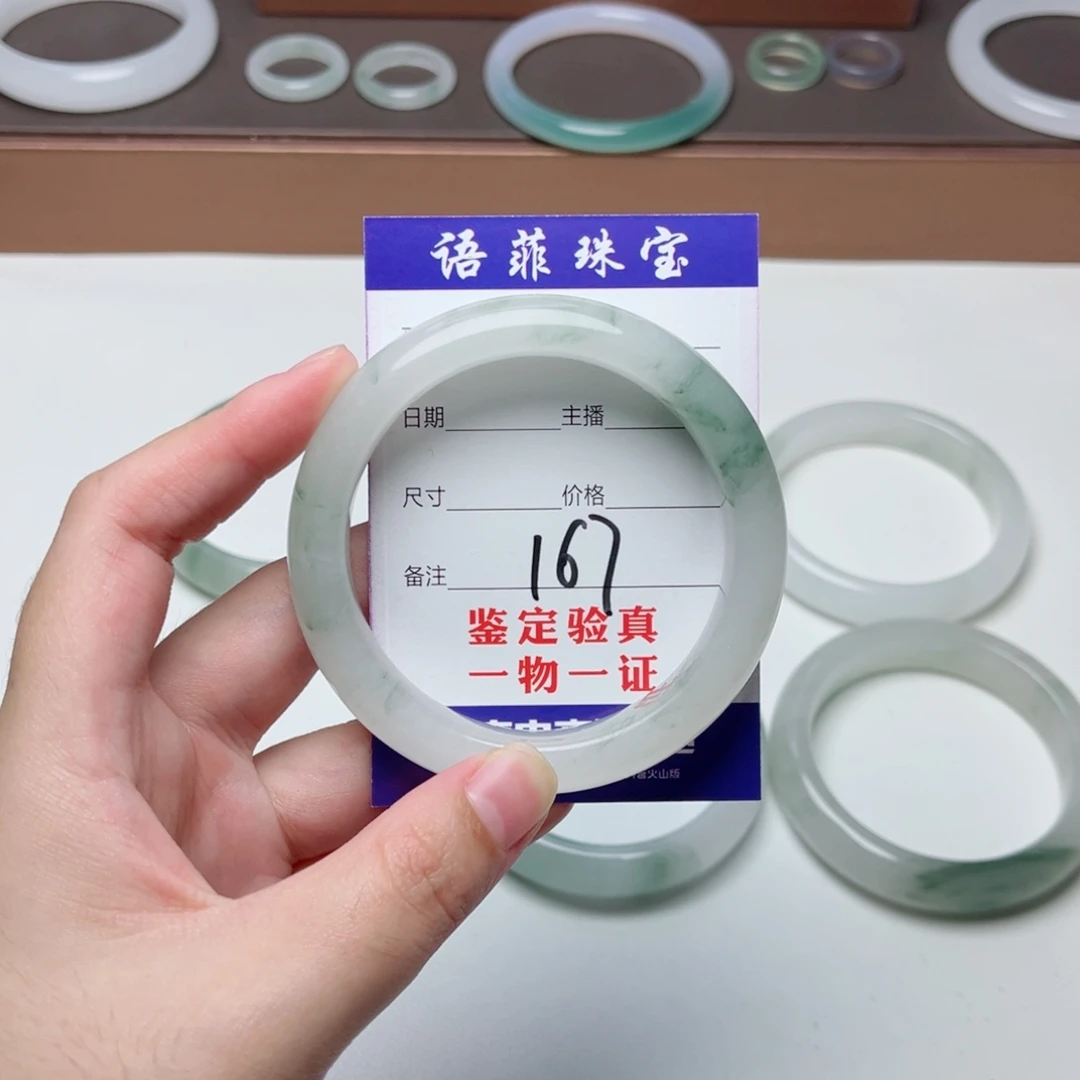 语菲珠宝
日期 主播
尺寸 价格
备注 167
鉴定验真
一物一证